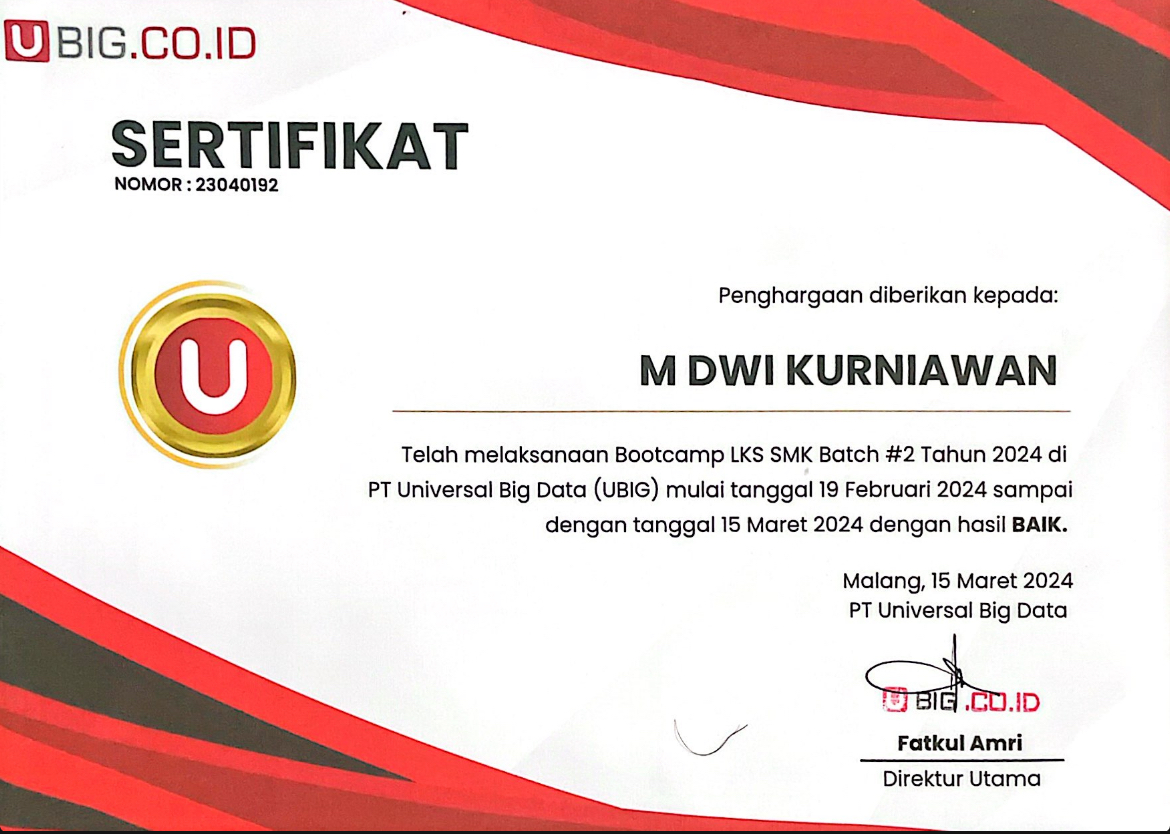 UBIG.CO.ID
SERTIFIKAT
NOMOR : 23040192
U
Penghargaan diberikan kepada:
M DWI KURNIAWAN
Telah melaksanaan Bootcamp LKS SMK Batch #2 Tahun 2024 di
PT Universal Big Data (UBIG) mulai tanggal 19 Februari 2024 sampai
dengan tanggal 15 Maret 2024 dengan hasil BAIK.
Malang, 15 Maret 2024
PT Universal Big Data
UBIG.CO.ID
Fatkul Amri
Direktur Utama